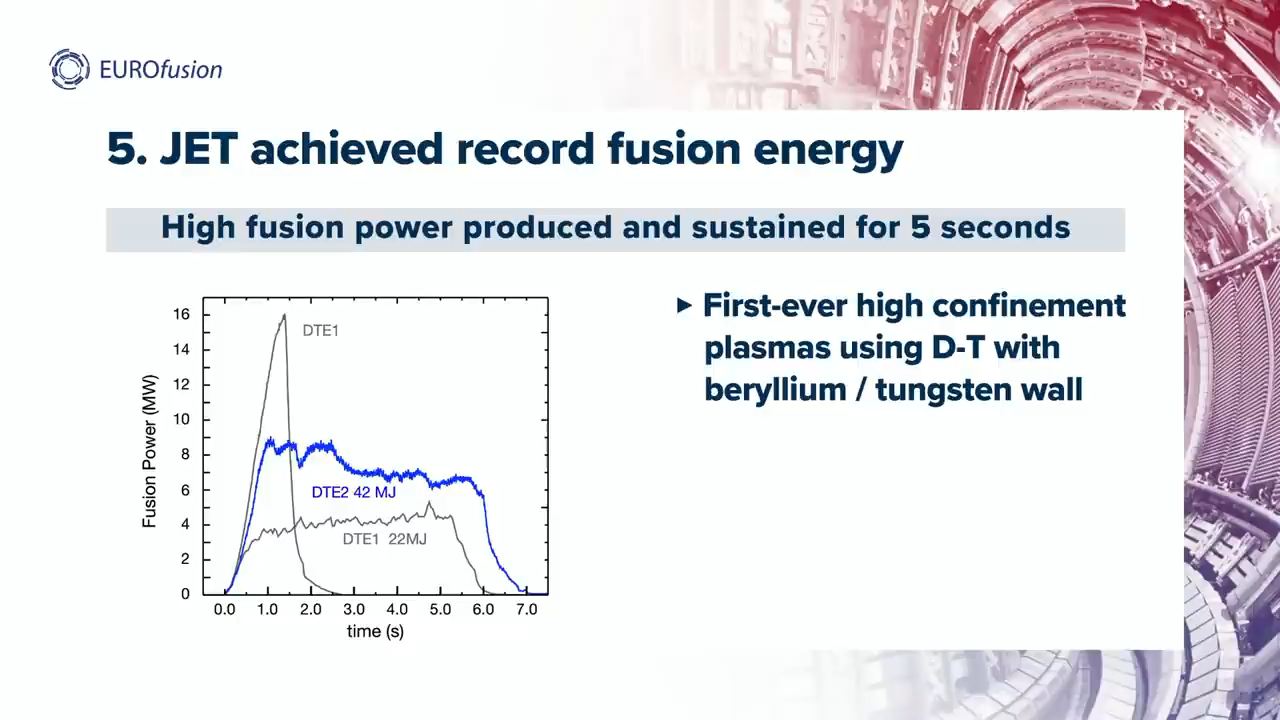 EUROfusion
5. JET achieved record fusion energy
High fusion power produced and sustained for 5 seconds
▸ First-ever high confinement
plasmas using D-T with
beryllium / tungsten wall
Fusion Power (MW)
16
14
12
10
8
6
4
2
0
DTE1
DTE2 42 MJ
DTE1 22MJ
0.0 1.0 2.0 3.0 4.0 5.0 6.0 7.0
time (s)